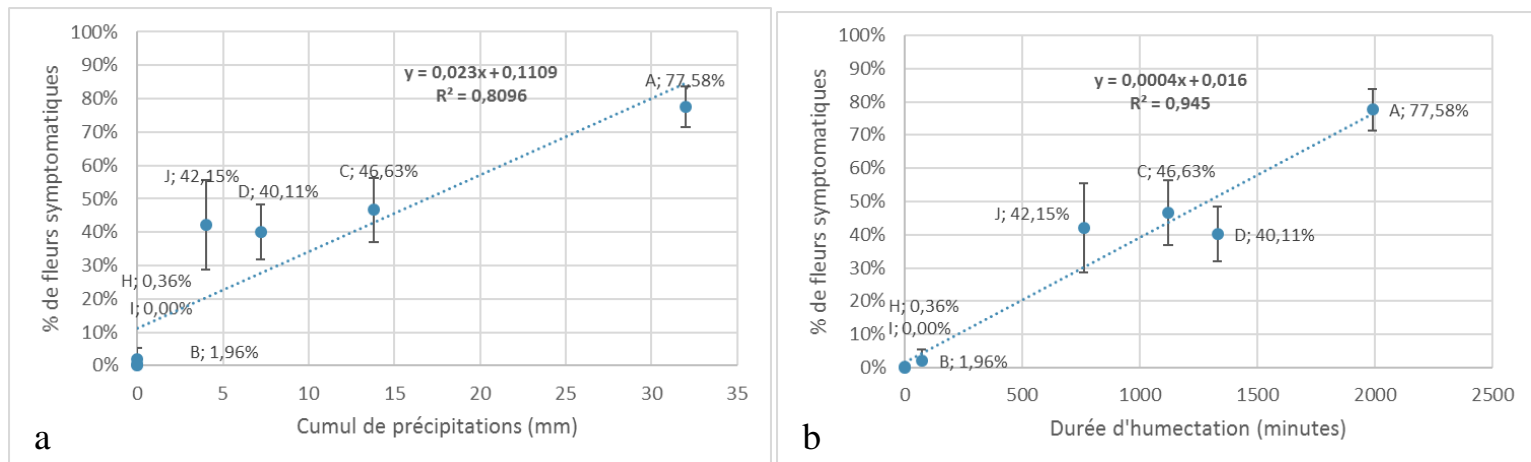 % de fleurs symptomatiques
100%
90%
80%
70%
60%
50%
40%
30%
20%
10%
0%
y = 0,023x + 0,1109
R² = 0,8096
A; 77,58%
J; 42,15%
D; 40,11%
C; 46,63%
H; 0,36%
I; 0,00%
B; 1,96%
0 5 10 15 20 25 30 35
Cumul de précipitations (mm)
a
% de fleurs symptomatiques
100%
90%
80%
70%
60%
50%
40%
30%
20%
10%
0%
y = 0,0004x + 0,016
R² = 0,945
A; 77,58%
C; 46,63%
J; 42,15%
D; 40,11%
H; 0,36%
I; 0,00%
B; 1,96%
0 500 1000 1500 2000 2500
Durée d'humectation (minutes)
b